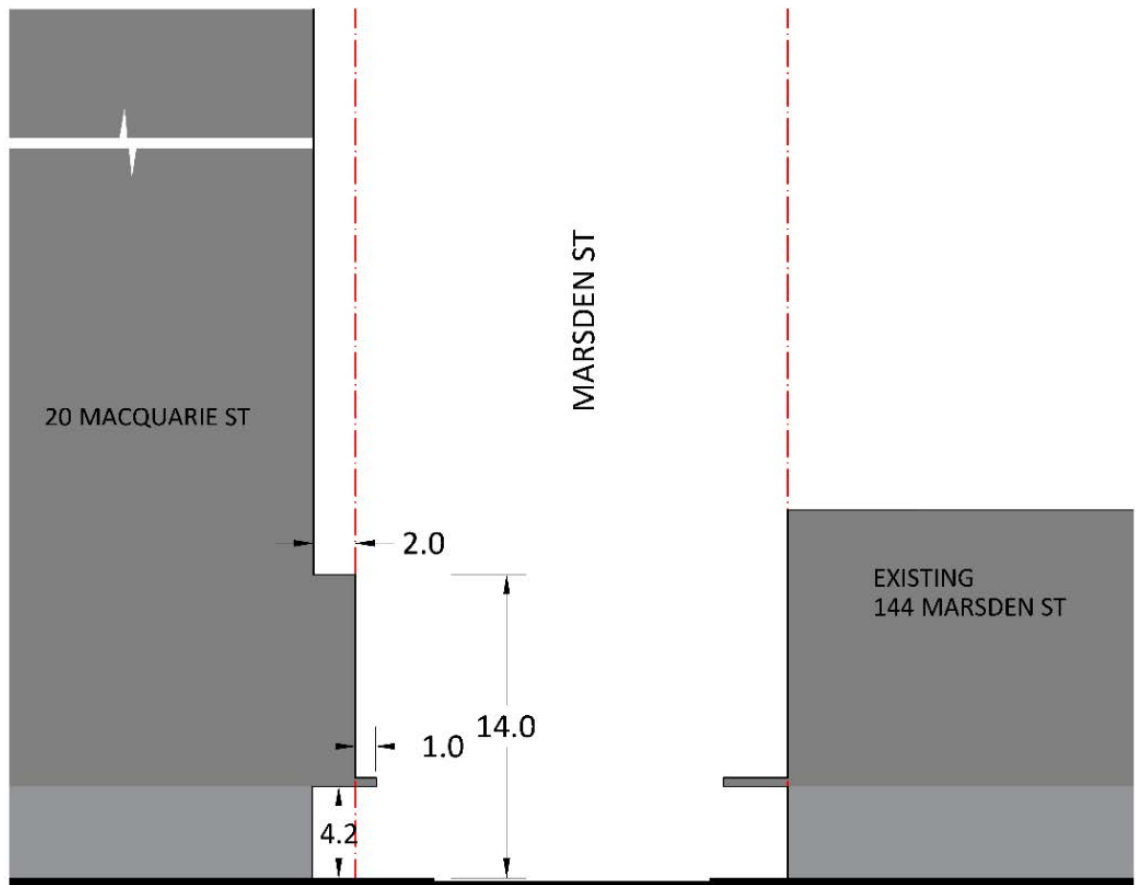 MARSDEN ST
20 MACQUARIE ST
2.0
EXISTING
144 MARSDEN ST
14.0
1.0
4.2